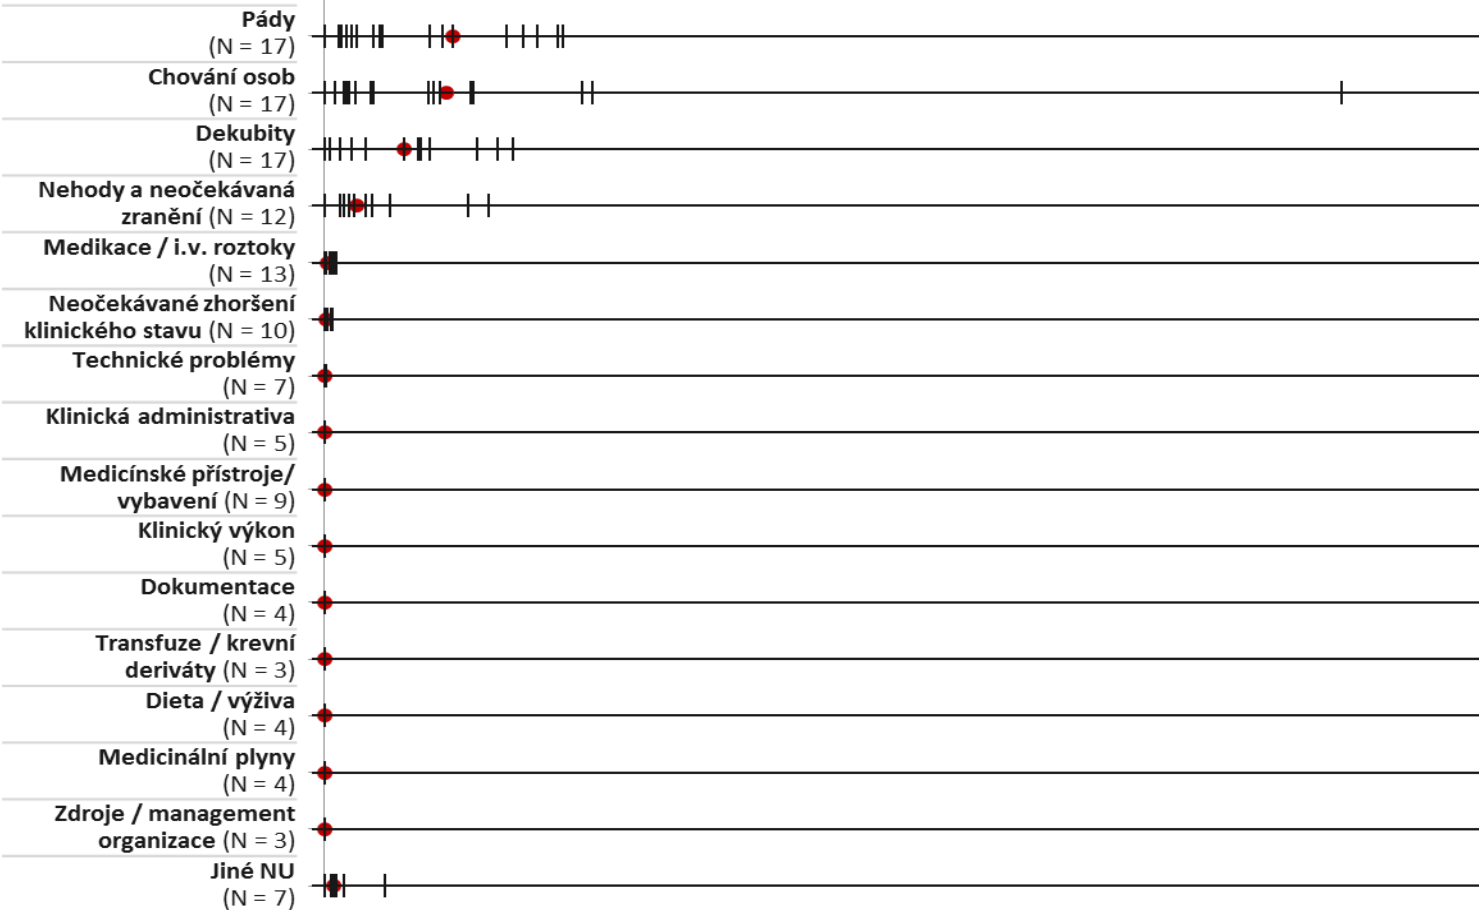 Pády
(N = 17)
Chování osob
(N = 17)
Dekubity
(N = 17)
Nehody a neočekávaná
zranění (N = 12)
Medikace / i.v. roztoky
(N = 13)
Neočekávané zhoršení
klinického stavu (N = 10)
Technické problémy
(N = 7)
Klinická administrativa
(N = 5)
Medicínské přístroje/
vybavení (N = 9)
Klinický výkon
(N = 5)
Dokumentace
(N = 4)
Transfuze / krevní
deriváty (N = 3)
Dieta / výživa
(N = 4)
Medicinální plyny
(N = 4)
Zdroje / management
organizace (N = 3)
Jiné NU
(N = 7)